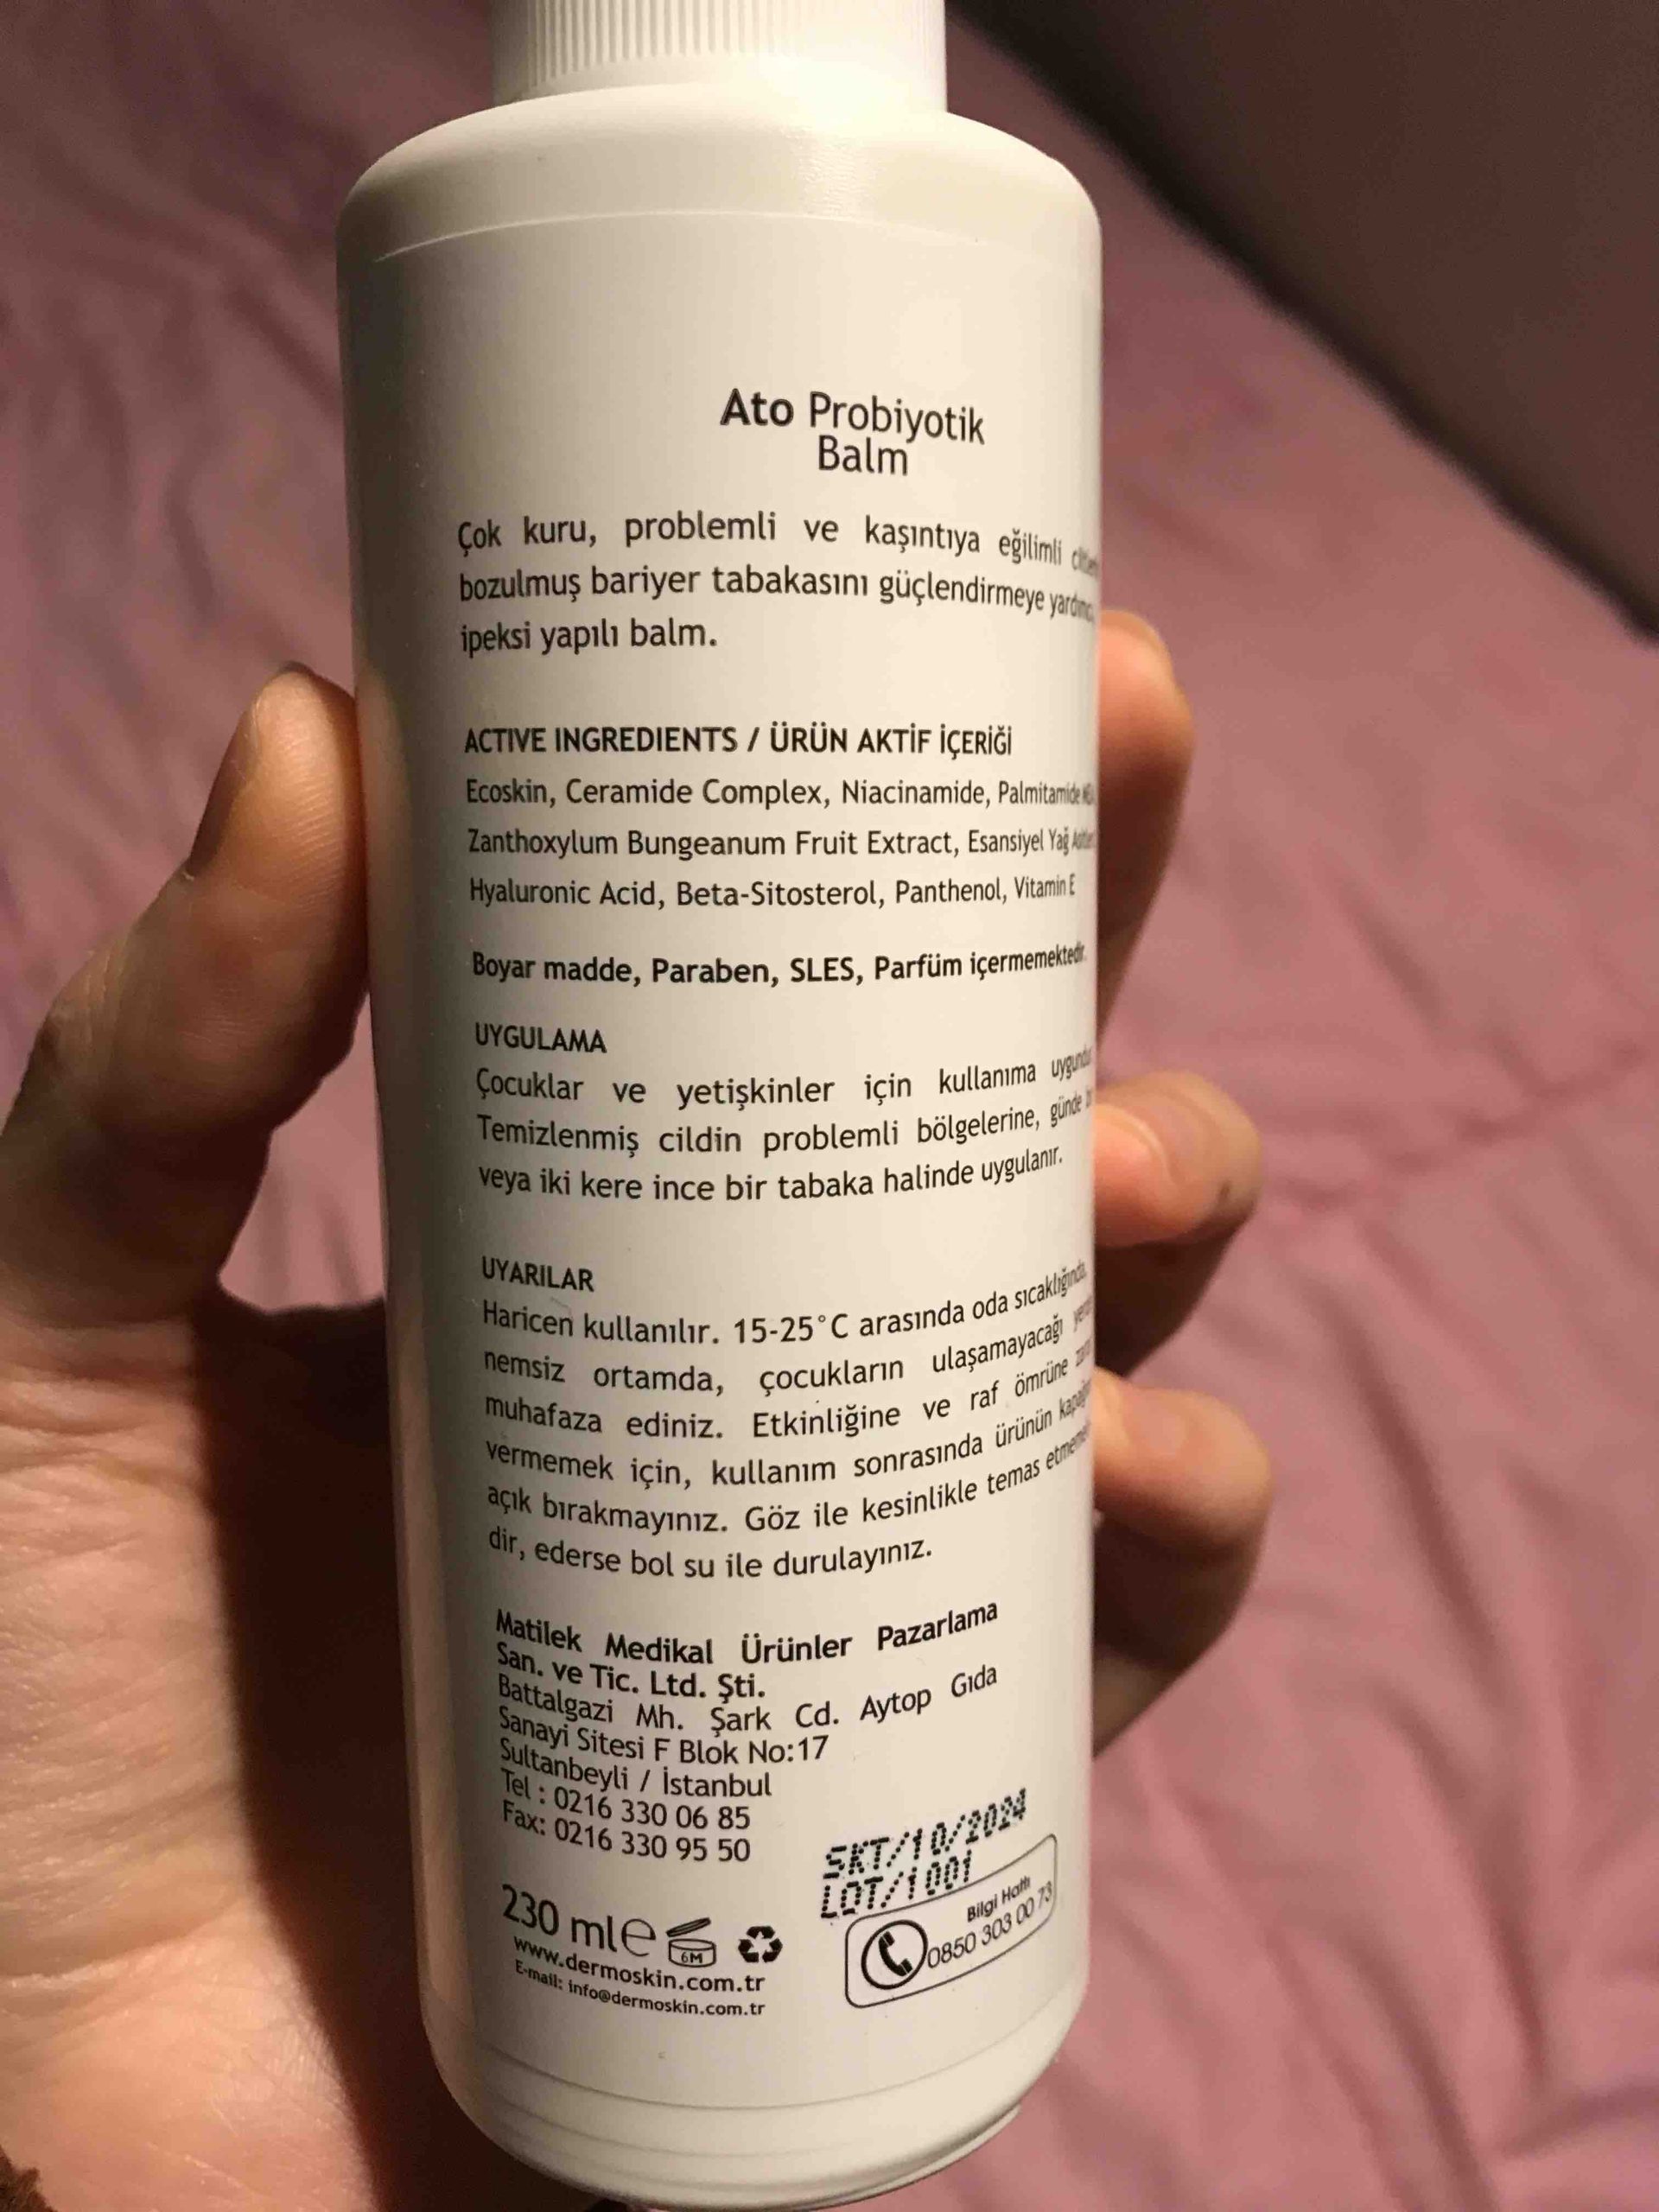 Ato Probiyotik
Balm
Çok kuru, problemli ve kaşıntıya eğilimli
bozulmuş bariyer tabakasını güçlendirmeye
ipeksi yapılı balm.
ACTIVE INGREDIENTS / ÜRÜN AKTİF İÇERİĞİ
Ecoskin, Ceramide Complex, Niacinamide, Palmitamide
Zanthoxylum Bungeanum Fruit Extract, Esansiyel Yağ
Hyaluronic Acid, Beta-Sitosterol, Panthenol, Vitamin E
Boyar madde, Paraben, SLES, Parfüm içermemektedir.
UYGULAMA
Çocuklar ve yetişkinler için kullanıma
Temizlenmiş cildin problemli bölgelerine, günde
veya iki kere ince bir tabaka halinde uygulanır.
UYARILAR
Haricen kullanılır. 15-25°C arasında oda sıcaklığında,
nemsiz ortamda, çocukların ulaşamayacağı
muhafaza ediniz. Etkinliğine ve raf ömrüne
vermemek için, kullanım sonrasında ürünün
açık bırakmayınız. Göz ile kesinlikle temas
dir, ederse bol su ile durulayınız.
Matilek Medikal Ürünler Pazarlama
San. ve Tic. Ltd. Şti.
Battalgazi Mh. Şark Cd. Aytop Gıda
Sanayi Sitesi F Blok No:17
Sultanbeyli / İstanbul
Tel : 0216 330 06 85
Fax: 0216 330 95 50
SKT/10/2024
LOT/1001
230 ml e 6M
Bilgi Hattı
0850 303 00 73
www.dermoskin.com.tr
E-mail: info@dermoskin.com.tr